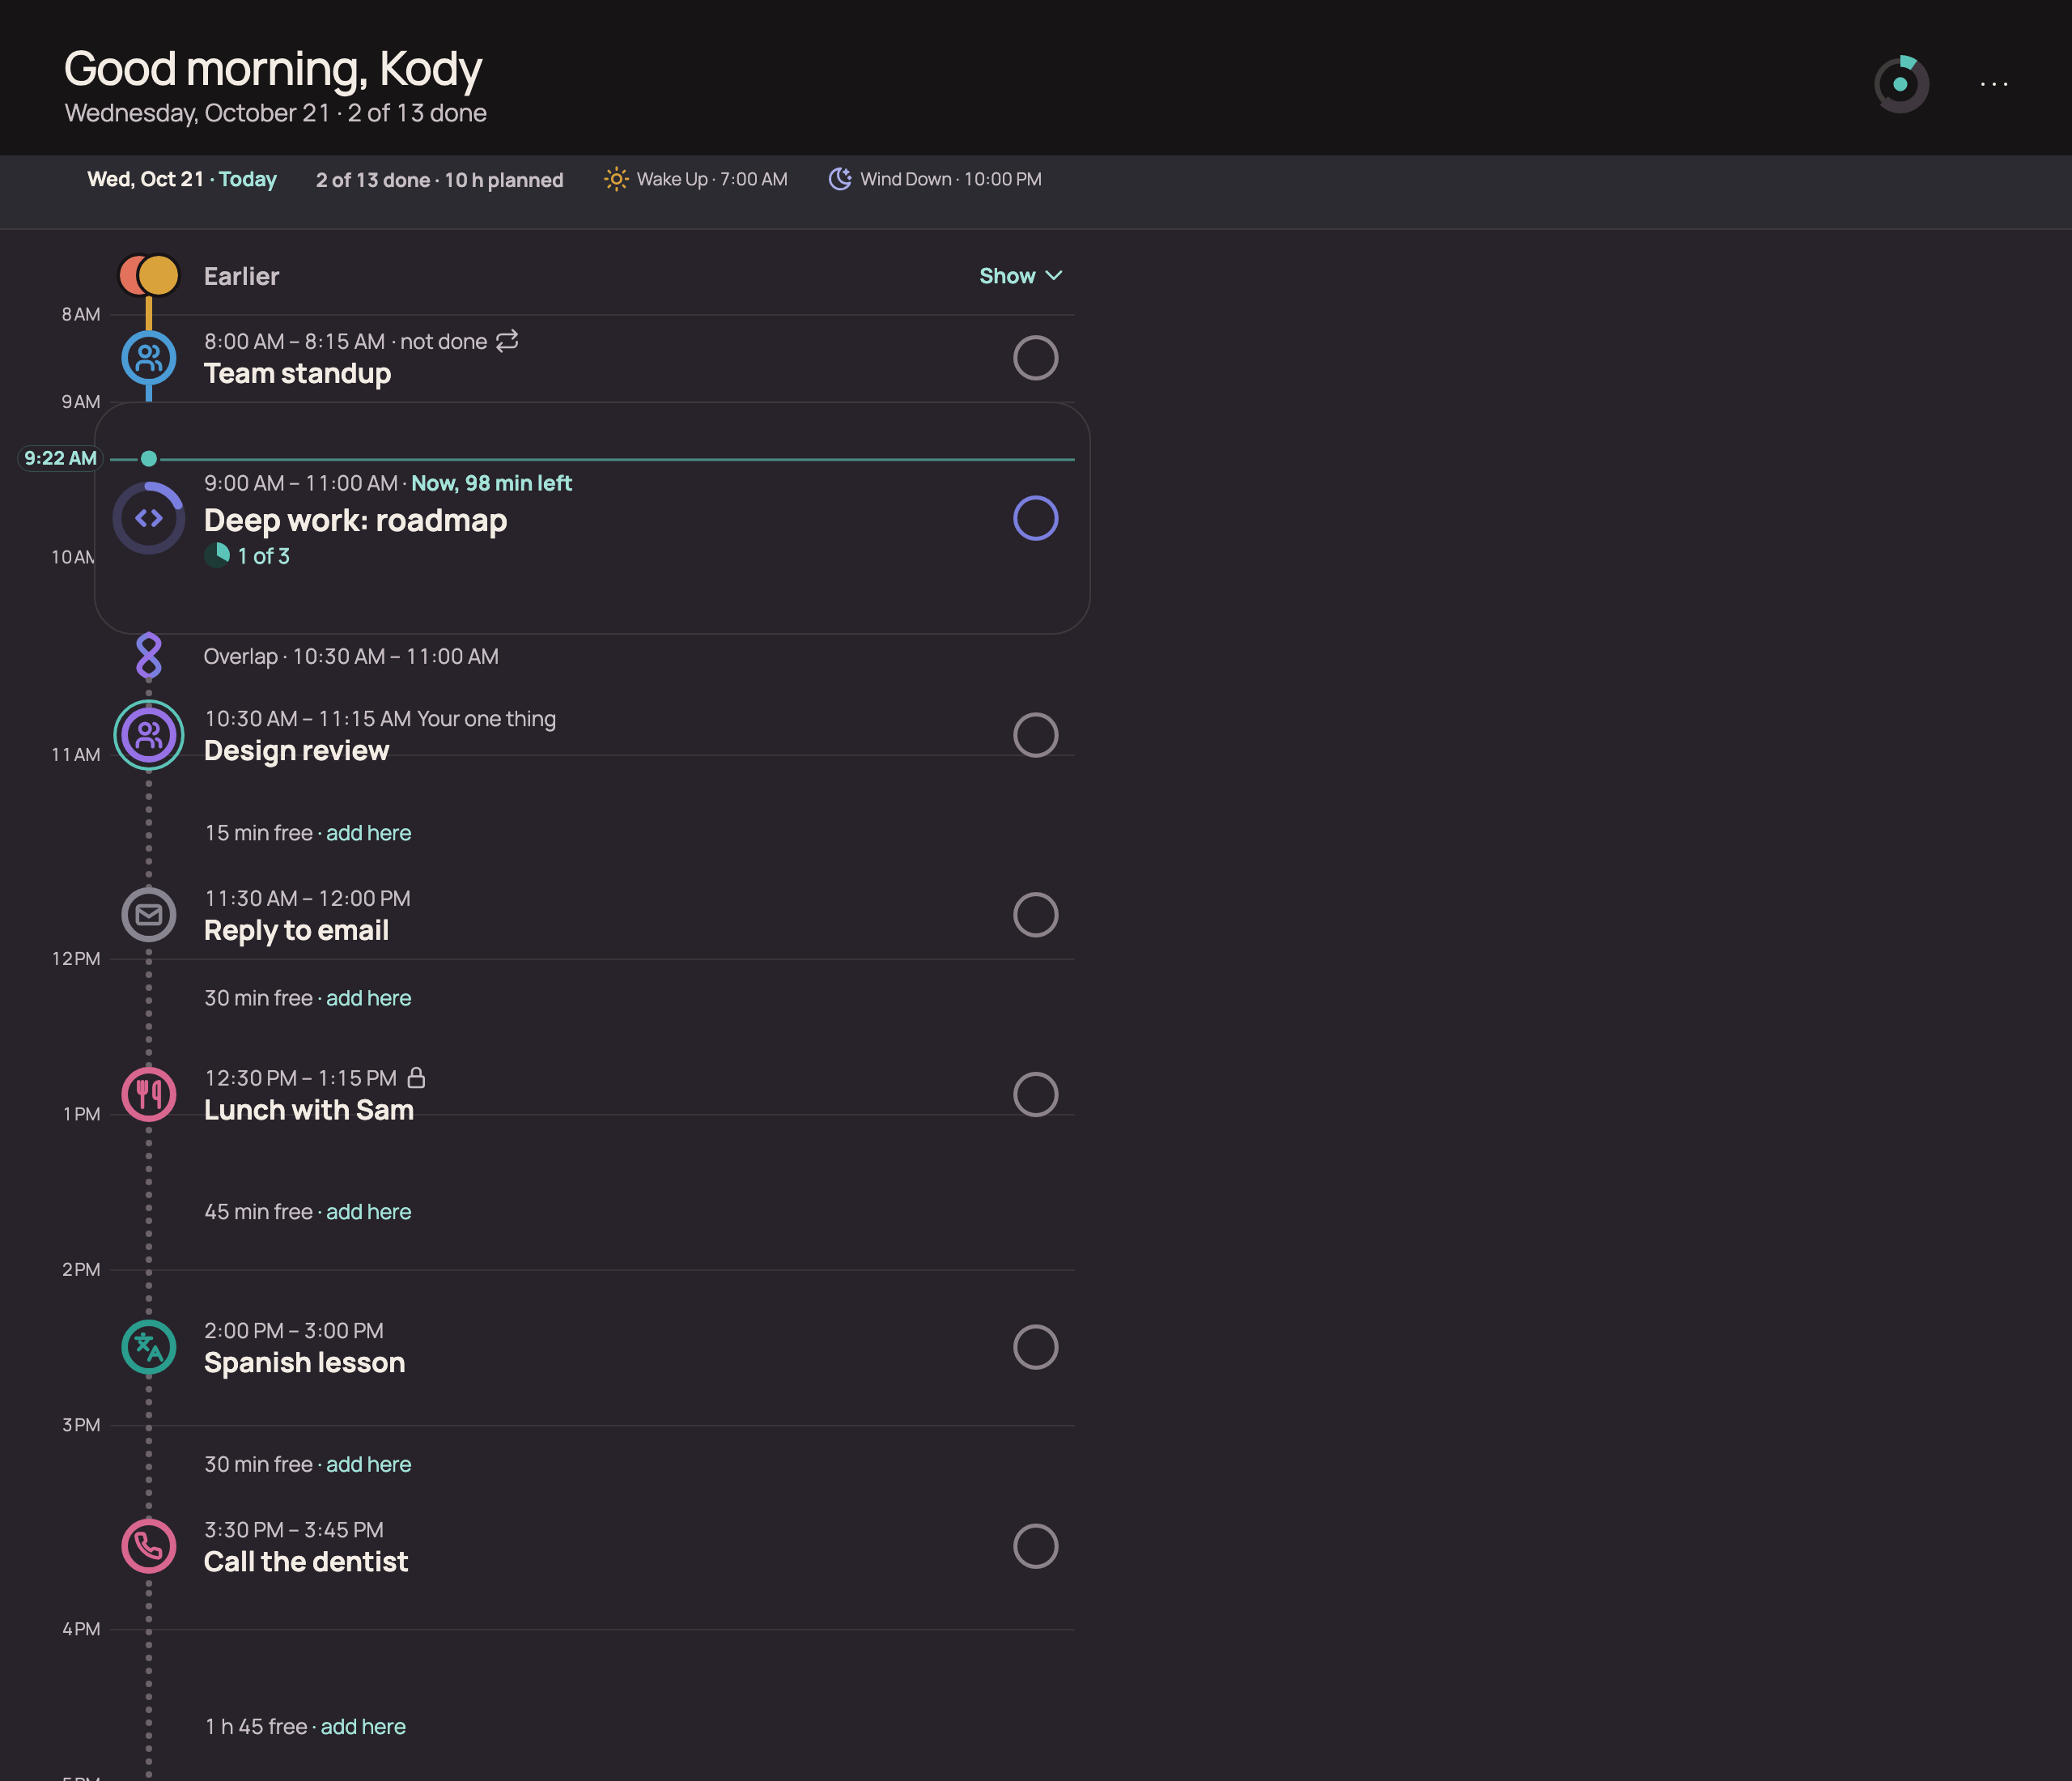 Good morning, Kody
Wednesday, October 21 · 2 of 13 done
Wed, Oct 21 · Today 2 of 13 done · 10 h planned Wake Up · 7:00 AM Wind Down · 10:00 PM
Earlier Show
8 AM
8:00 AM – 8:15 AM · not done
Team standup
9 AM
9:22 AM
9:00 AM – 11:00 AM · Now, 98 min left
Deep work: roadmap
10 AM
1 of 3
Overlap · 10:30 AM – 11:00 AM
10:30 AM – 11:15 AM Your one thing
Design review
11 AM
15 min free · add here
11:30 AM – 12:00 PM
Reply to email
12 PM
30 min free · add here
12:30 PM – 1:15 PM
Lunch with Sam
1 PM
45 min free · add here
2 PM
2:00 PM – 3:00 PM
Spanish lesson
3 PM
30 min free · add here
3:30 PM – 3:45 PM
Call the dentist
4 PM
1 h 45 free · add here